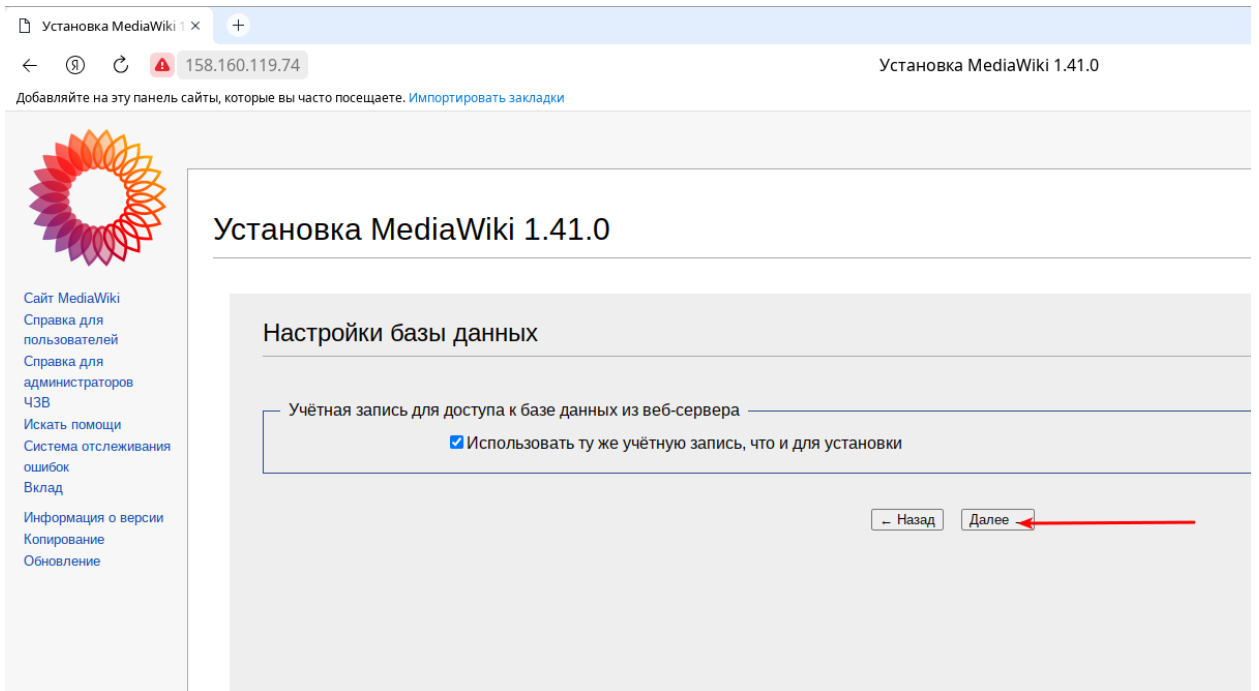 Установка MediaWiki 1
158.160.119.74
Установка MediaWiki 1.41.0
Добавляйте на эту панель сайты, которые вы часто посещаете. Импортировать закладки
Установка MediaWiki 1.41.0
Сайт MediaWiki
Справка для
пользователей
Справка для
администраторов
ЧЗВ
Искать помощи
Система отслеживания
ошибок
Вклад
Информация о версии
Копирование
Обновление
Настройки базы данных
Учётная запись для доступа к базе данных из веб-сервера
Использовать ту же учётную запись, что и для установки
← Назад
Далее